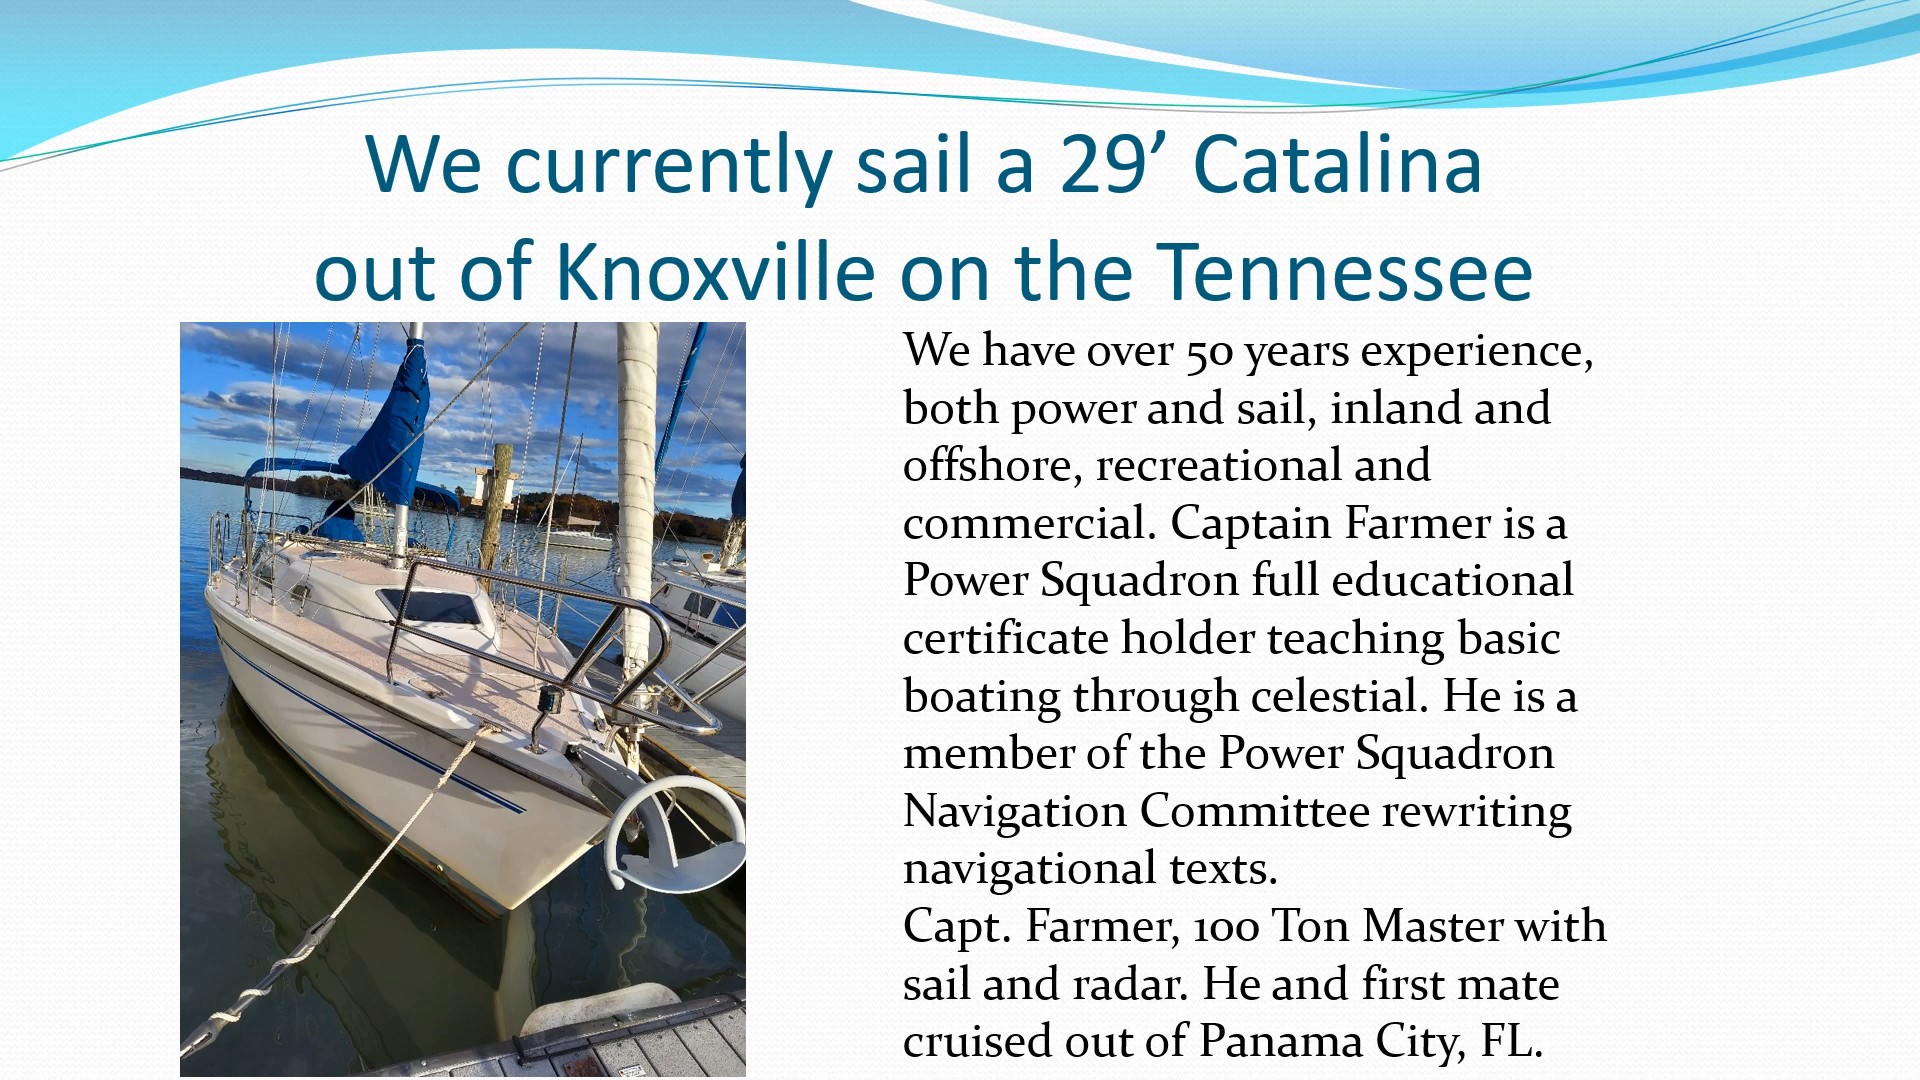 We currently sail a 29’ Catalina
out of Knoxville on the Tennessee
We have over 50 years experience,
both power and sail, inland and
offshore, recreational and
commercial. Captain Farmer is a
Power Squadron full educational
certificate holder teaching basic
boating through celestial. He is a
member of the Power Squadron
Navigation Committee rewriting
navigational texts.
Capt. Farmer, 100 Ton Master with
sail and radar. He and first mate
cruised out of Panama City, FL.